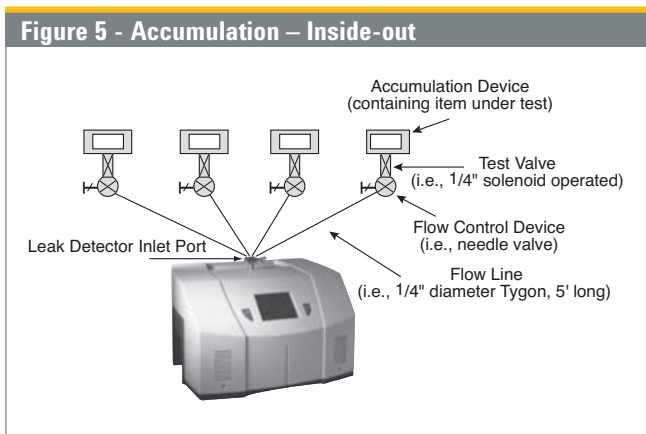 Figure 5 - Accumulation – Inside-out
Accumulation Device
(containing item under test)
Test Valve
(i.e., 1/4" solenoid operated)
Flow Control Device
(i.e., needle valve)
Leak Detector Inlet Port
Flow Line
(i.e., 1/4" diameter Tygon, 5' long)